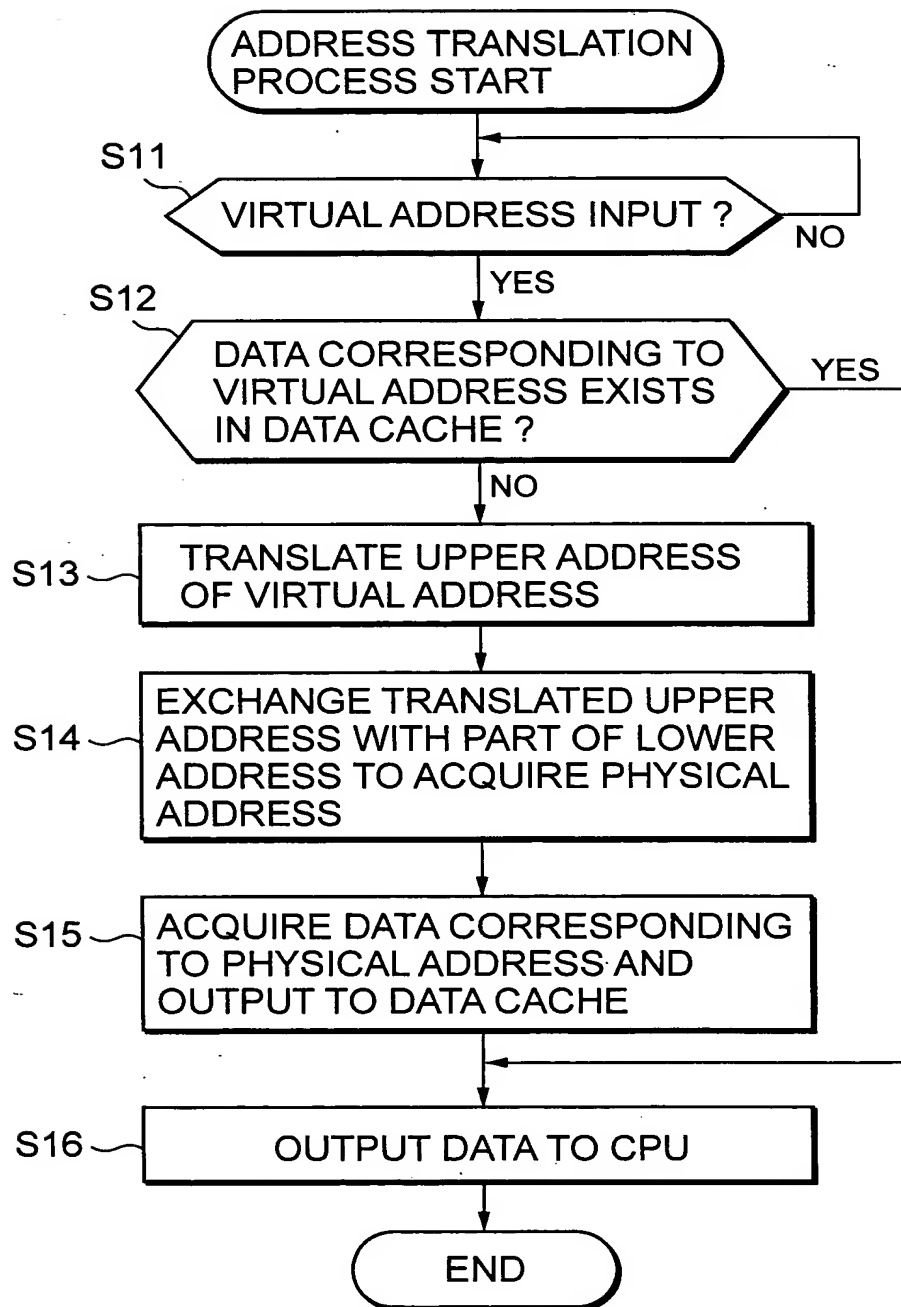 ADDRESS TRANSLATION
PROCESS START
S11
VIRTUAL ADDRESS INPUT ?
NO
YES
S12
DATA CORRESPONDING TO
VIRTUAL ADDRESS EXISTS
IN DATA CACHE ?
YES
NO
S13
TRANSLATE UPPER ADDRESS
OF VIRTUAL ADDRESS
S14
EXCHANGE TRANSLATED UPPER
ADDRESS WITH PART OF LOWER
ADDRESS TO ACQUIRE PHYSICAL
ADDRESS
S15
ACQUIRE DATA CORRESPONDING
TO PHYSICAL ADDRESS AND
OUTPUT TO DATA CACHE
S16
OUTPUT DATA TO CPU
END